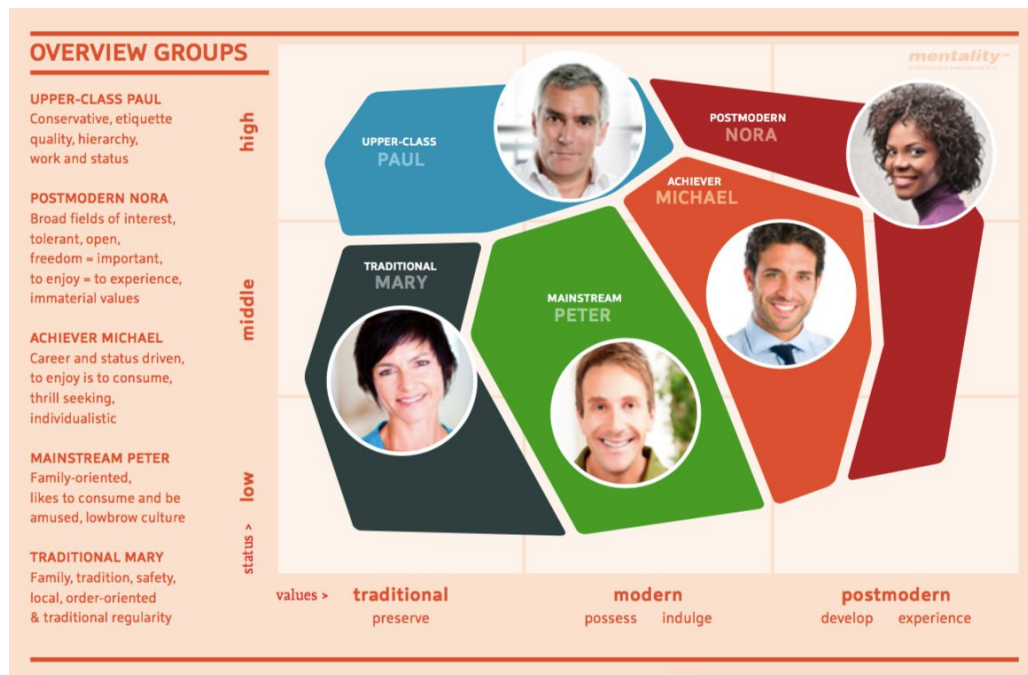 OVERVIEW GROUPS
UPPER-CLASS PAUL
Conservative, etiquette
quality, hierarchy,
work and status
POSTMODERN NORA
Broad fields of interest,
tolerant, open,
freedom = important,
to enjoy = to experience,
immaterial values
ACHIEVER MICHAEL
Career and status driven,
to enjoy is to consume,
thrill seeking,
individualistic
MAINSTREAM PETER
Family-oriented,
likes to consume and be
amused, lowbrow culture
TRADITIONAL MARY
Family, tradition, safety,
local, order-oriented
& traditional regularity
high
middle
low
status >
mentality™
UPPER-CLASS
PAUL
POSTMODERN
NORA
ACHIEVER
MICHAEL
TRADITIONAL
MARY
MAINSTREAM
PETER
values > traditional modern postmodern
preserve possess indulge develop experience